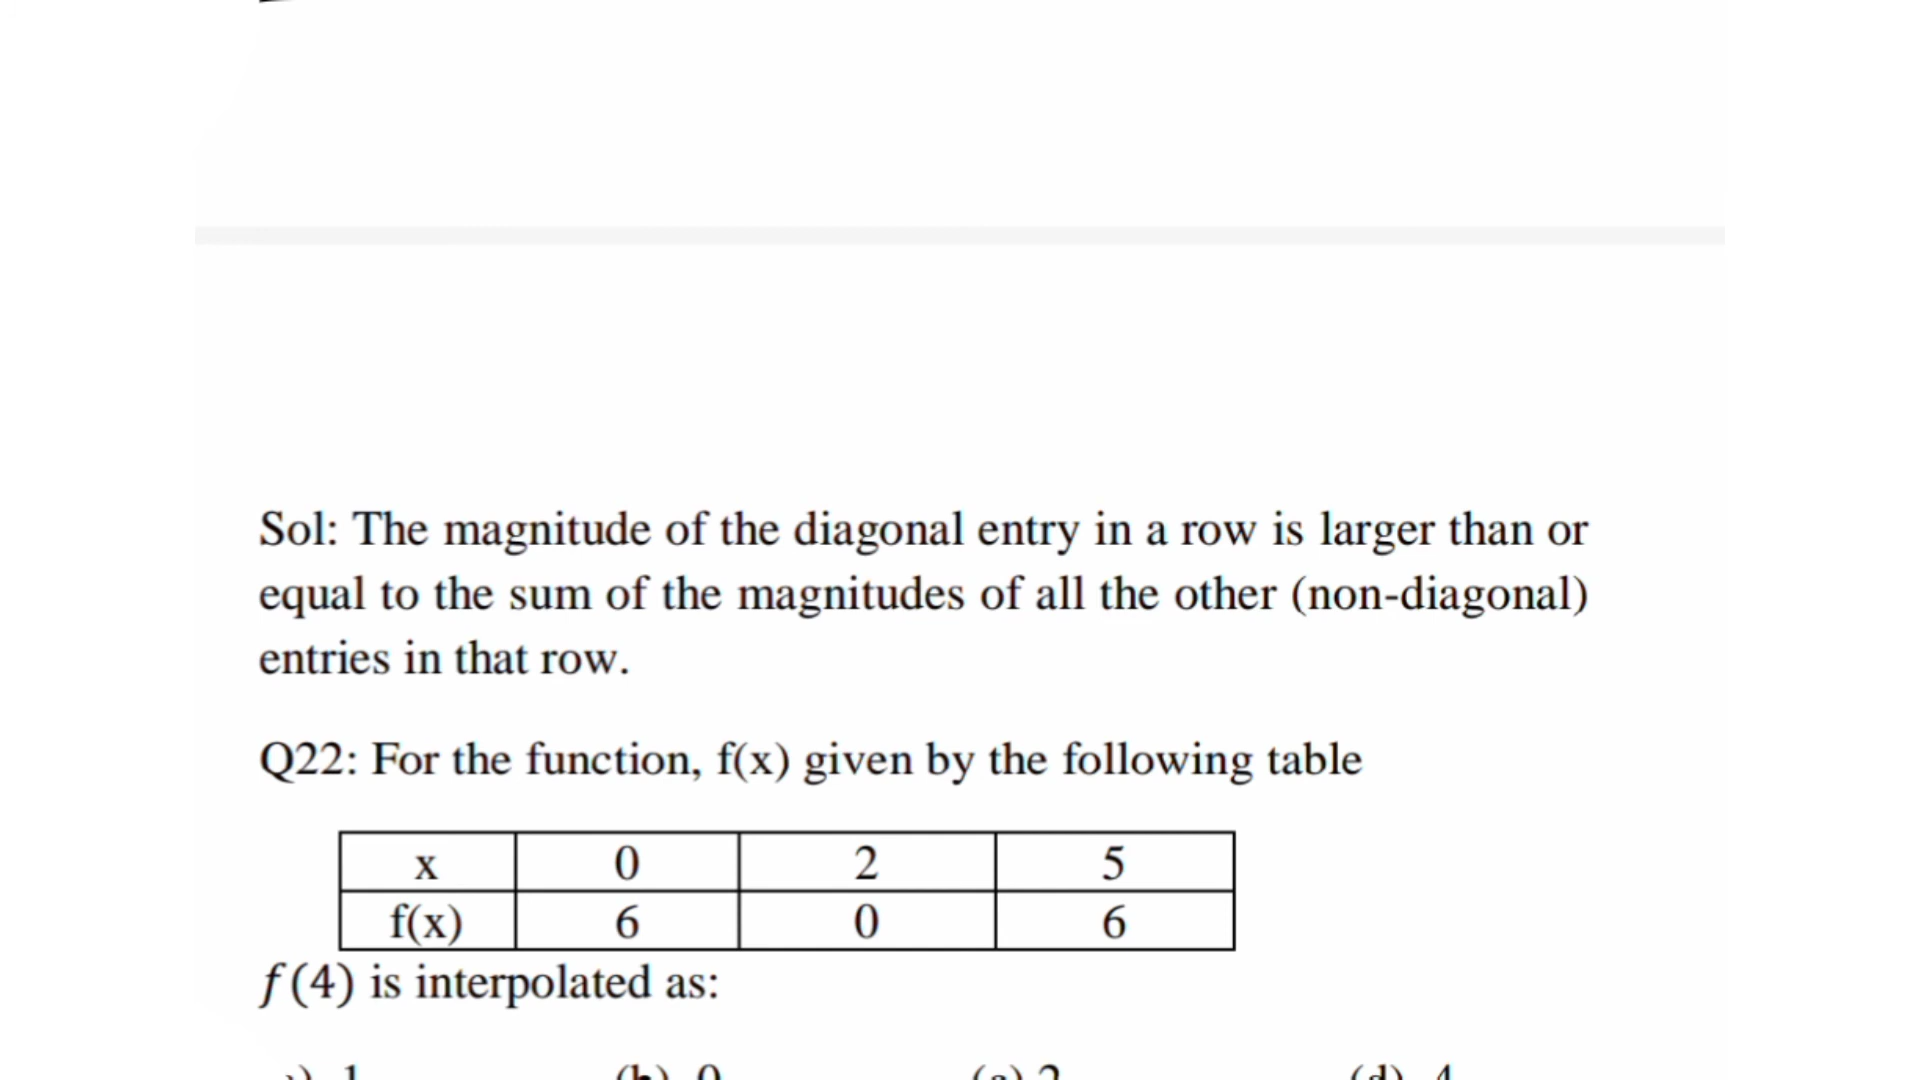 Sol: The magnitude of the diagonal entry in a row is larger than or
equal to the sum of the magnitudes of all the other (non-diagonal)
entries in that row.
Q22: For the function, f(x) given by the following table
x 0 2 5
f(x) 6 0 6
f(4) is interpolated as: